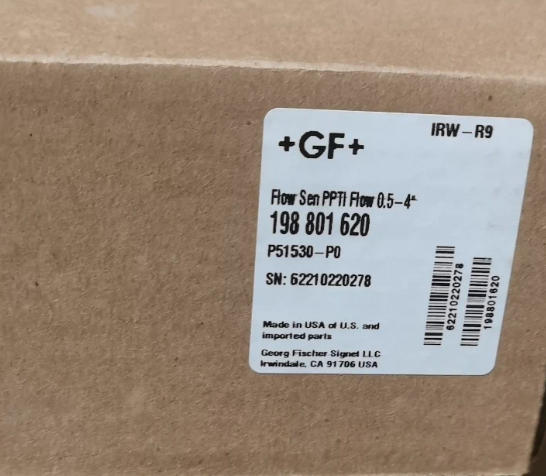 +GF+
IRW-R9
Flow Sen PPTI Flow 0.5-4"
198 801 620
P51530-P0
SN: 62210220278
Made in USA of U.S. and
imported parts
Georg Fischer Signet LLC
Irwindale, CA 91706 USA
62210220278
198801620